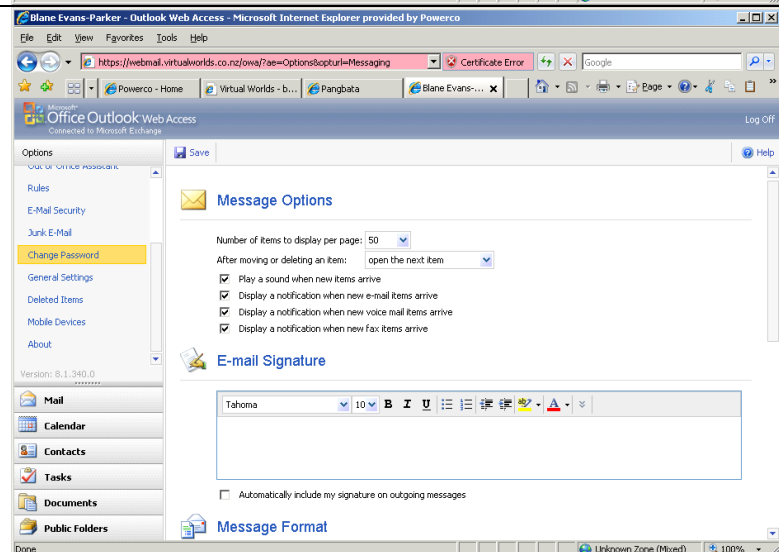 Blane Evans-Parker - Outlook Web Access - Microsoft Internet Explorer provided by Powerco
File Edit View Favorites Tools Help
https://webmail.virtualworlds.co.nz/owa/?ae=Options&opturl=Messaging Certificate Error Google
Powerco - Home Virtual Worlds - b... Pangbata Blane Evans-... Page
Microsoft
Office Outlook Web Access Log Off
Connected to Microsoft Exchange
Options Save Help
Out of Office Assistant
Rules
E-Mail Security
Junk E-Mail
Change Password
General Settings
Deleted Items
Mobile Devices
About
Version: 8.1.340.0
Mail
Calendar
Contacts
Tasks
Documents
Public Folders
Message Options
Number of items to display per page: 50
After moving or deleting an item: open the next item
Play a sound when new items arrive
Display a notification when new e-mail items arrive
Display a notification when new voice mail items arrive
Display a notification when new fax items arrive
E-mail Signature
Tahoma 10 B I U ab A
Automatically include my signature on outgoing messages
Message Format
Done Unknown Zone (Mixed) 100%